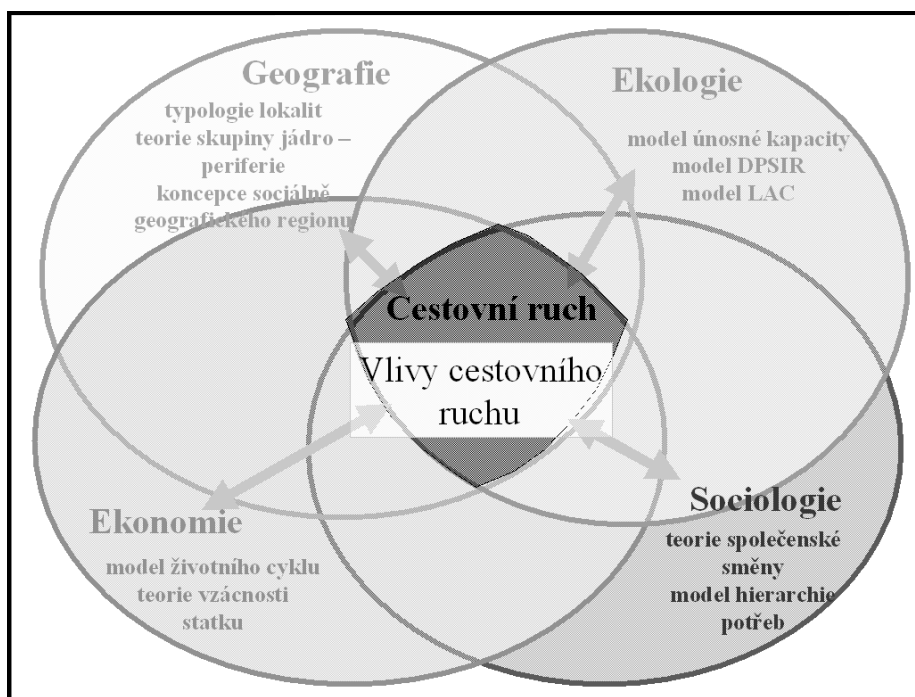 Geografie
typologie lokalit
teorie skupiny jádro –
periferie
koncepce sociálně
geografického regionu
Ekologie
model únosné kapacity
model DPSIR
model LAC
Cestovní ruch
Vlivy cestovního
ruchu
Ekonomie
model životního cyklu
teorie vzácnosti
statku
Sociologie
teorie společenské
směny
model hierarchie
potřeb